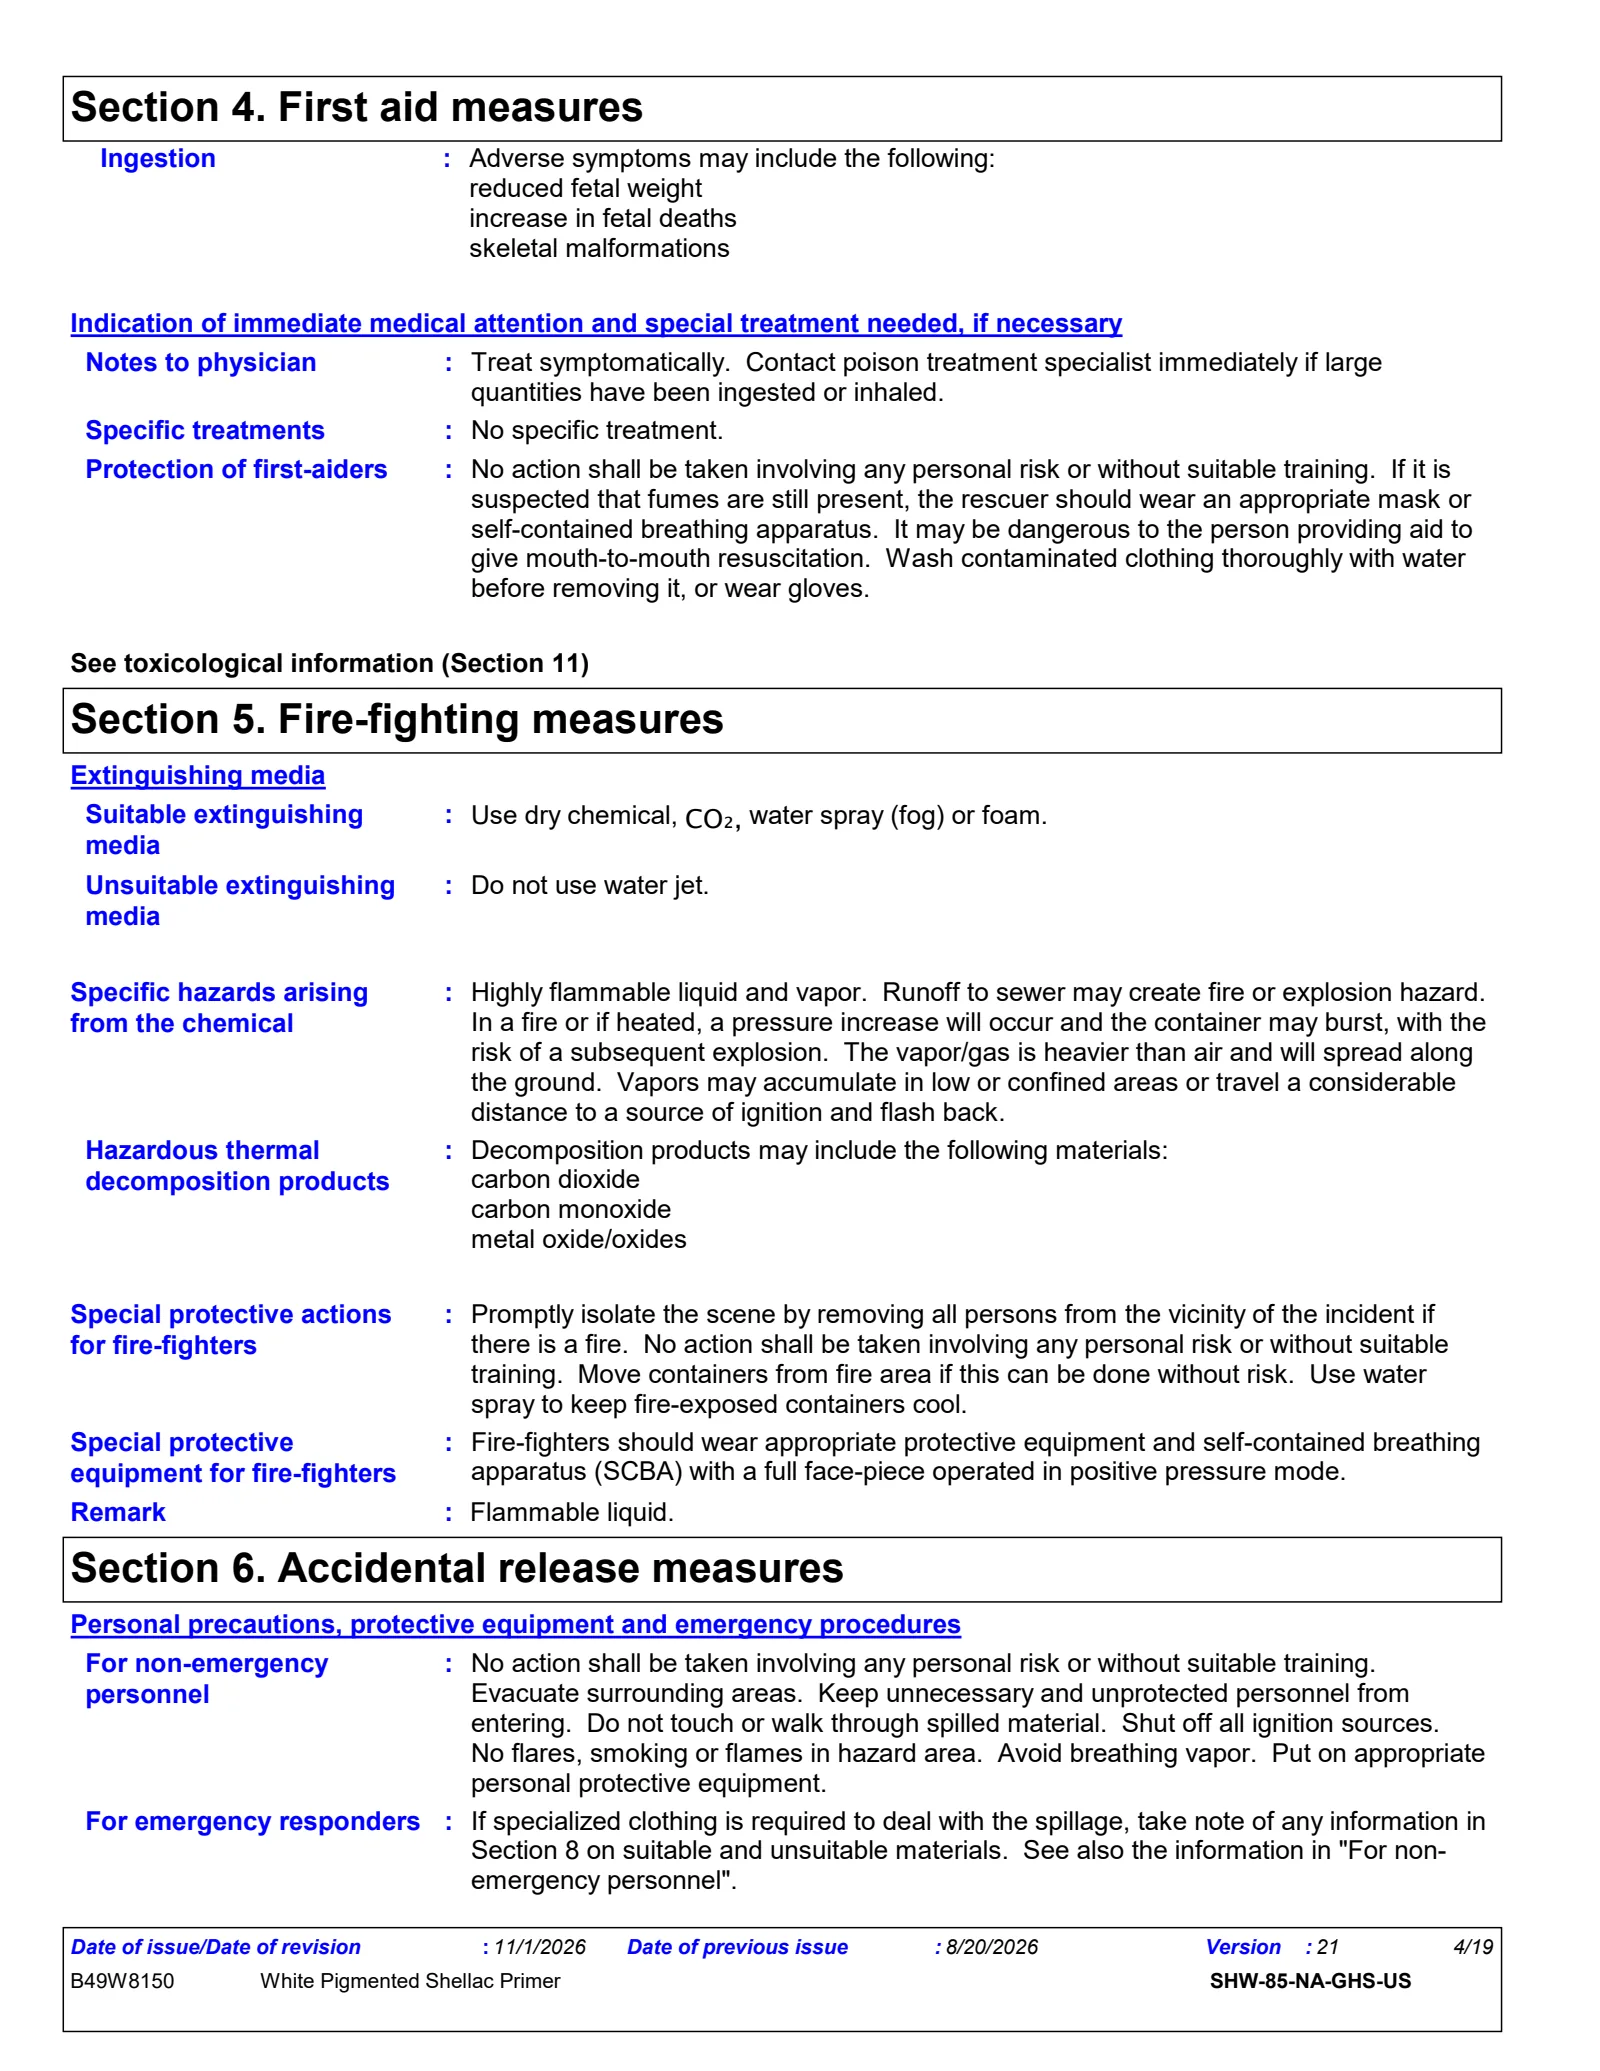 Section 4. First aid measures
Ingestion : Adverse symptoms may include the following:
reduced fetal weight
increase in fetal deaths
skeletal malformations
Indication of immediate medical attention and special treatment needed, if necessary
Notes to physician : Treat symptomatically. Contact poison treatment specialist immediately if large
quantities have been ingested or inhaled.
Specific treatments : No specific treatment.
Protection of first-aiders : No action shall be taken involving any personal risk or without suitable training. If it is
suspected that fumes are still present, the rescuer should wear an appropriate mask or
self-contained breathing apparatus. It may be dangerous to the person providing aid to
give mouth-to-mouth resuscitation. Wash contaminated clothing thoroughly with water
before removing it, or wear gloves.
See toxicological information (Section 11)
Section 5. Fire-fighting measures
Extinguishing media
Suitable extinguishing : Use dry chemical, CO₂, water spray (fog) or foam.
media
Unsuitable extinguishing : Do not use water jet.
media
Specific hazards arising : Highly flammable liquid and vapor. Runoff to sewer may create fire or explosion hazard.
from the chemical In a fire or if heated, a pressure increase will occur and the container may burst, with the
risk of a subsequent explosion. The vapor/gas is heavier than air and will spread along
the ground. Vapors may accumulate in low or confined areas or travel a considerable
distance to a source of ignition and flash back.
Hazardous thermal : Decomposition products may include the following materials:
decomposition products carbon dioxide
carbon monoxide
metal oxide/oxides
Special protective actions : Promptly isolate the scene by removing all persons from the vicinity of the incident if
for fire-fighters there is a fire. No action shall be taken involving any personal risk or without suitable
training. Move containers from fire area if this can be done without risk. Use water
spray to keep fire-exposed containers cool.
Special protective : Fire-fighters should wear appropriate protective equipment and self-contained breathing
equipment for fire-fighters apparatus (SCBA) with a full face-piece operated in positive pressure mode.
Remark : Flammable liquid.
Section 6. Accidental release measures
Personal precautions, protective equipment and emergency procedures
For non-emergency : No action shall be taken involving any personal risk or without suitable training.
personnel Evacuate surrounding areas. Keep unnecessary and unprotected personnel from
entering. Do not touch or walk through spilled material. Shut off all ignition sources.
No flares, smoking or flames in hazard area. Avoid breathing vapor. Put on appropriate
personal protective equipment.
For emergency responders : If specialized clothing is required to deal with the spillage, take note of any information in
Section 8 on suitable and unsuitable materials. See also the information in "For non-
emergency personnel".
Date of issue/Date of revision : 11/1/2026 Date of previous issue : 8/20/2026 Version : 21 4/19
B49W8150 White Pigmented Shellac Primer SHW-85-NA-GHS-US